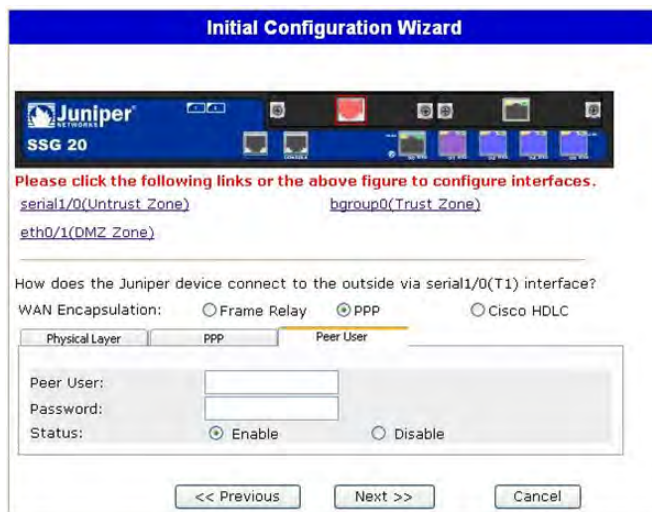 Initial Configuration Wizard
Juniper
NETWORKS
SSG 20
CONSOLE
Please click the following links or the above figure to configure interfaces.
serial1/0(Untrust Zone) bgroup0(Trust Zone)
eth0/1(DMZ Zone)
How does the Juniper device connect to the outside via serial1/0(T1) interface?
WAN Encapsulation: Frame Relay PPP Cisco HDLC
Physical Layer PPP Peer User
Peer User:
Password:
Status: Enable Disable
<< Previous Next >> Cancel